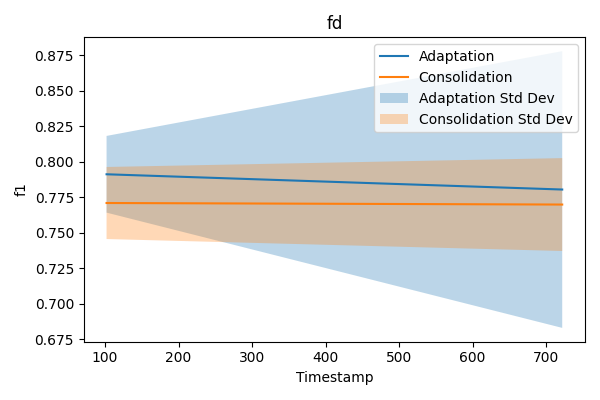 fd
Adaptation
Consolidation
Adaptation Std Dev
Consolidation Std Dev
0.875
0.850
0.825
0.800
0.775
0.750
0.725
0.700
0.675
f1
100 200 300 400 500 600 700
Timestamp